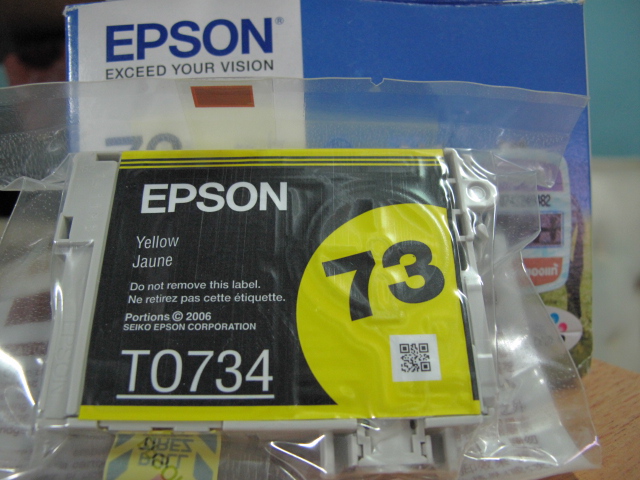 EPSON
EXCEED YOUR VISION
EPSON
Yellow
Jaune
73
Do not remove this label.
Ne retirez pas cette étiquette.
Portions © 2006
SEIKO EPSON CORPORATION
T0734